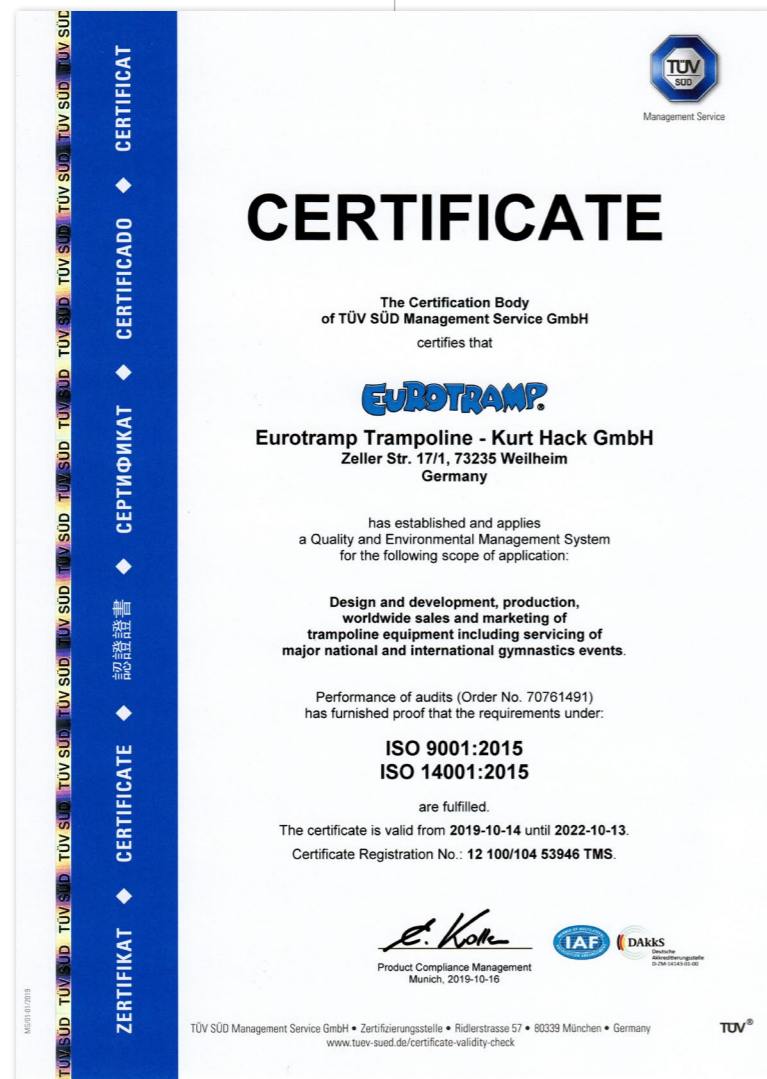 TÜV
SÜD
Management Service
CERTIFICATE
The Certification Body
of TÜV SÜD Management Service GmbH
certifies that
EUROTRAMP®
Eurotramp Trampoline - Kurt Hack GmbH
Zeller Str. 17/1, 73235 Weilheim
Germany
has established and applies
a Quality and Environmental Management System
for the following scope of application:
Design and development, production,
worldwide sales and marketing of
trampoline equipment including servicing of
major national and international gymnastics events.
Performance of audits (Order No. 70761491)
has furnished proof that the requirements under:
ISO 9001:2015
ISO 14001:2015
are fulfilled.
The certificate is valid from 2019-10-14 until 2022-10-13.
Certificate Registration No.: 12 100/104 53946 TMS.
E. Kolle
Product Compliance Management
Munich, 2019-10-16
IAF
DAkkS
Deutsche
Akkreditierungsstelle
D-ZM-14143-01-00
TÜV SÜD Management Service GmbH • Zertifizierungsstelle • Ridlerstrasse 57 • 80339 München • Germany
www.tuev-sued.de/certificate-validity-check
TÜV®
ZERTIFIKAT ◆ CERTIFICATE ◆ 認證證書 ◆ СЕРТИФИКАТ ◆ CERTIFICADO ◆ CERTIFICAT
TÜV SÜD TÜV SÜD TÜV SÜD TÜV SÜD TÜV SÜD TÜV SÜD TÜV SÜD TÜV SÜD TÜV SÜD TÜV SÜD TÜV SÜD TÜV SÜD TÜV SÜD TÜV SÜD TÜV SÜD
MS/01-01/2019